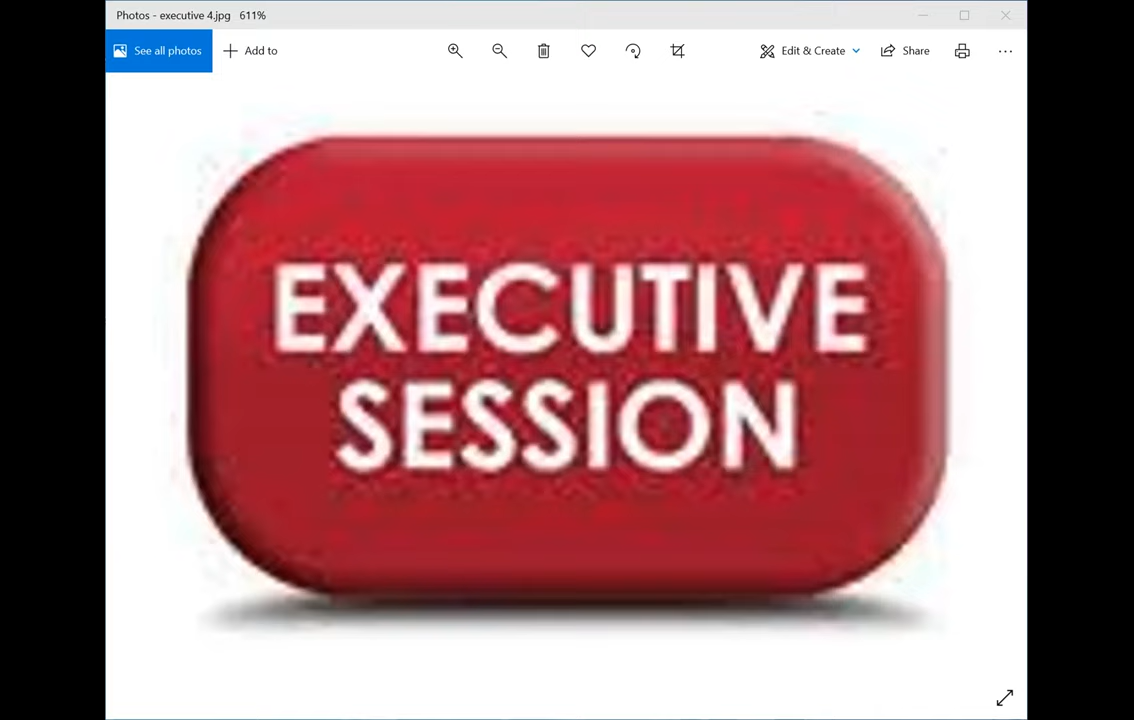 Photos - executive 4.jpg 611%
See all photos
Add to
Edit & Create
Share
EXECUTIVE
SESSION